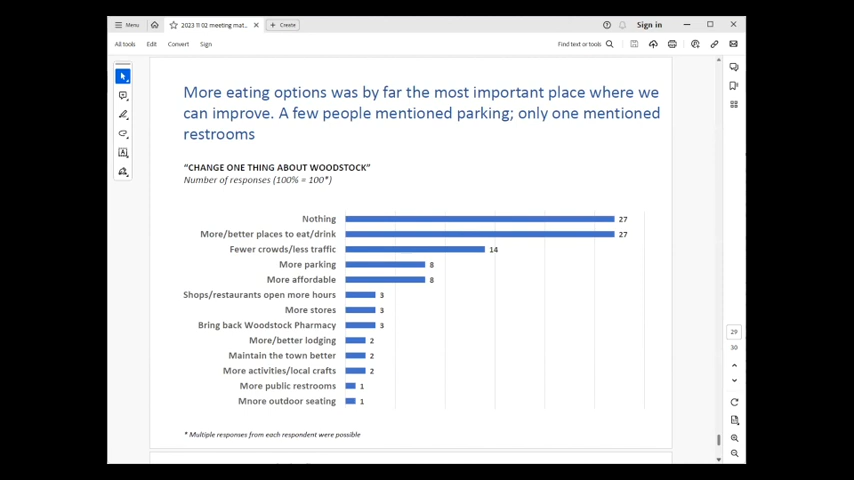 Menu
2023 11 02 meeting mat...
Create
Sign in
All tools
Edit
Convert
Sign
Find text or tools
More eating options was by far the most important place where we
can improve. A few people mentioned parking; only one mentioned
restrooms
"CHANGE ONE THING ABOUT WOODSTOCK"
Number of responses (100% = 100*)
Nothing 27
More/better places to eat/drink 27
Fewer crowds/less traffic 14
More parking 8
More affordable 8
Shops/restaurants open more hours 3
More stores 3
Bring back Woodstock Pharmacy 3
More/better lodging 2
Maintain the town better 2
More activities/local crafts 2
More public restrooms 1
Mnore outdoor seating 1
* Multiple responses from each respondent were possible
29
30